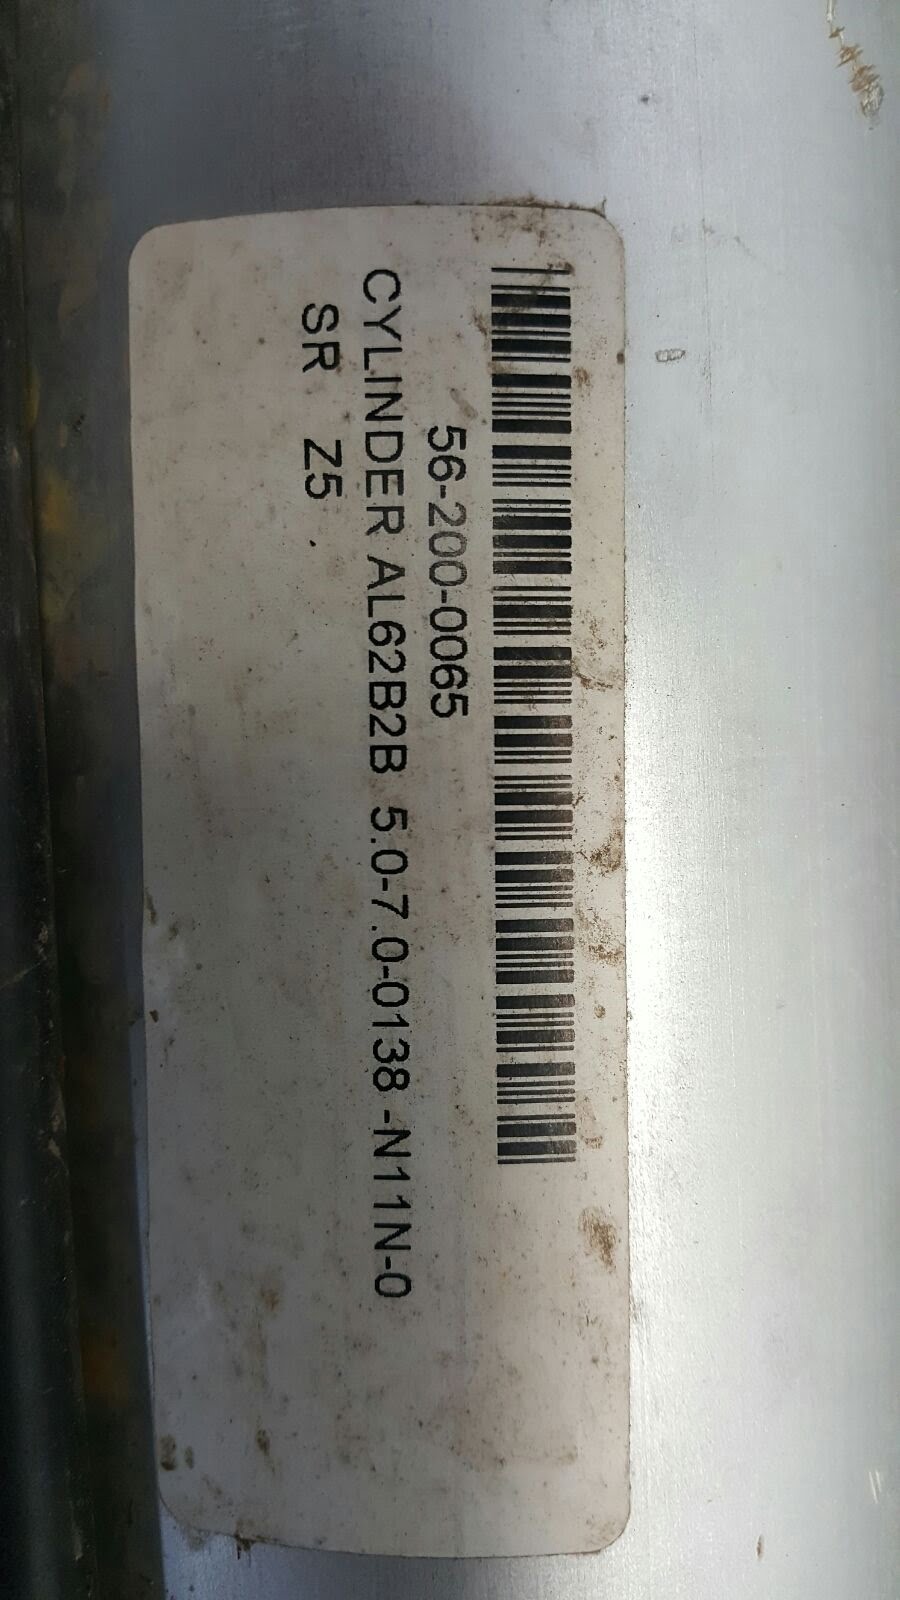 56-200-0065
CYLINDER AL62B2B 5.0-7.0-0138 -N11N-0
SR Z5